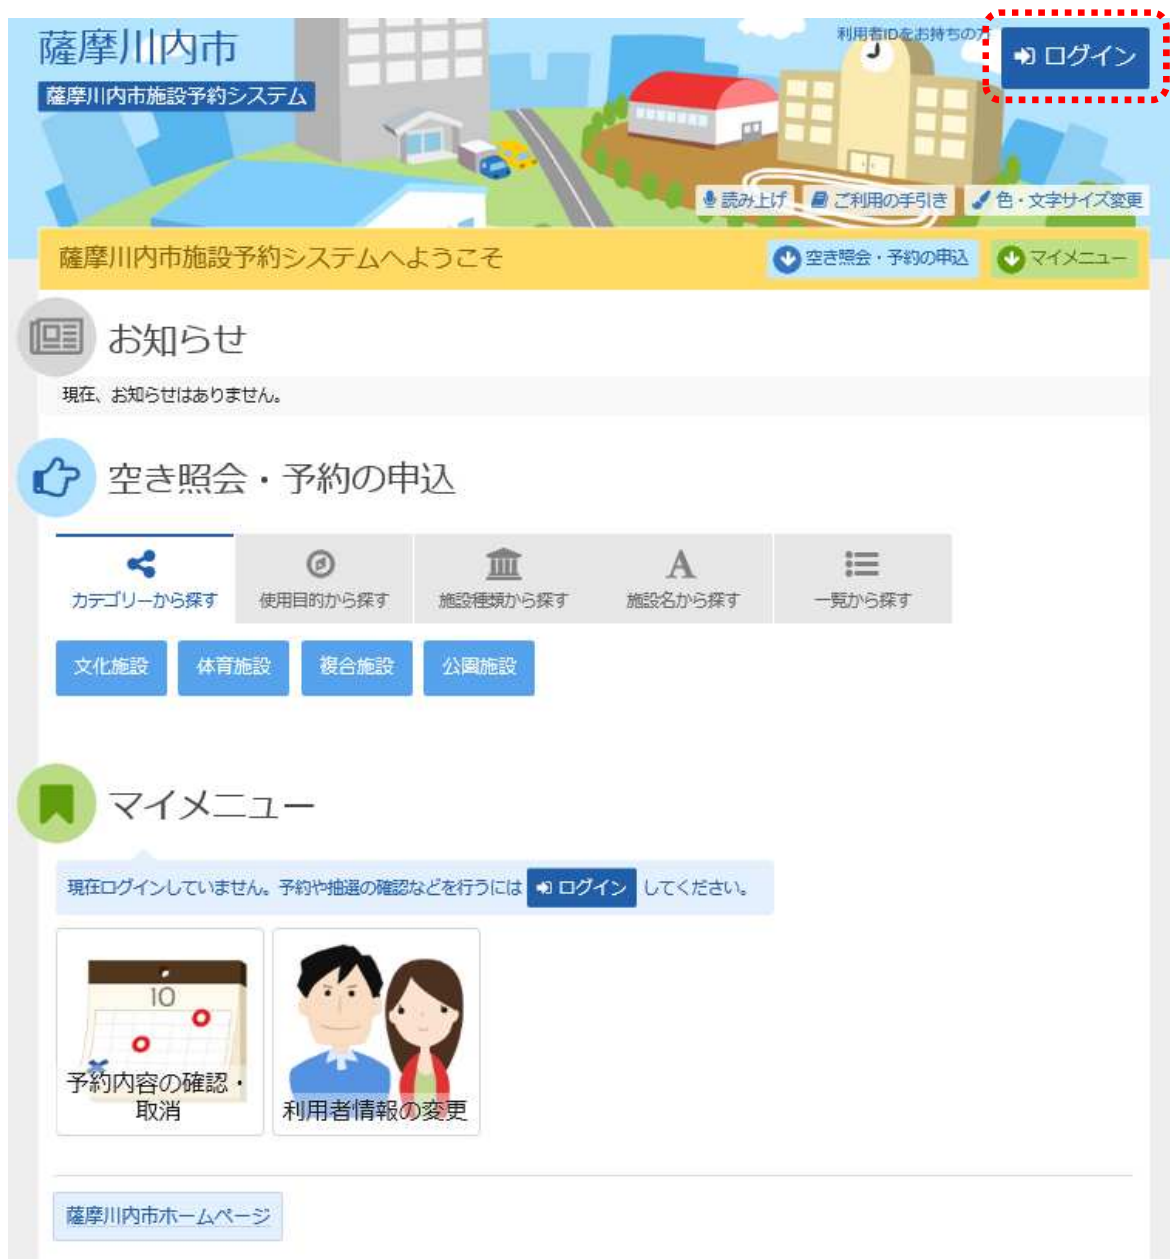 薩摩川内市
薩摩川内市施設予約システム
利用者IDをお持ちの方
ログイン
読み上げ
ご利用の手引き
色・文字サイズ変更
薩摩川内市施設予約システムへようこそ
空き照会・予約の申込
マイメニュー
お知らせ
現在、お知らせはありません。
空き照会・予約の申込
カテゴリーから探す
使用目的から探す
施設種類から探す
A
施設名から探す
一覧から探す
文化施設
体育施設
複合施設
公園施設
マイメニュー
現在ログインしていません。予約や抽選の確認などを行うには ログイン してください。
10
予約内容の確認・
取消
利用者情報の変更
薩摩川内市ホームページ